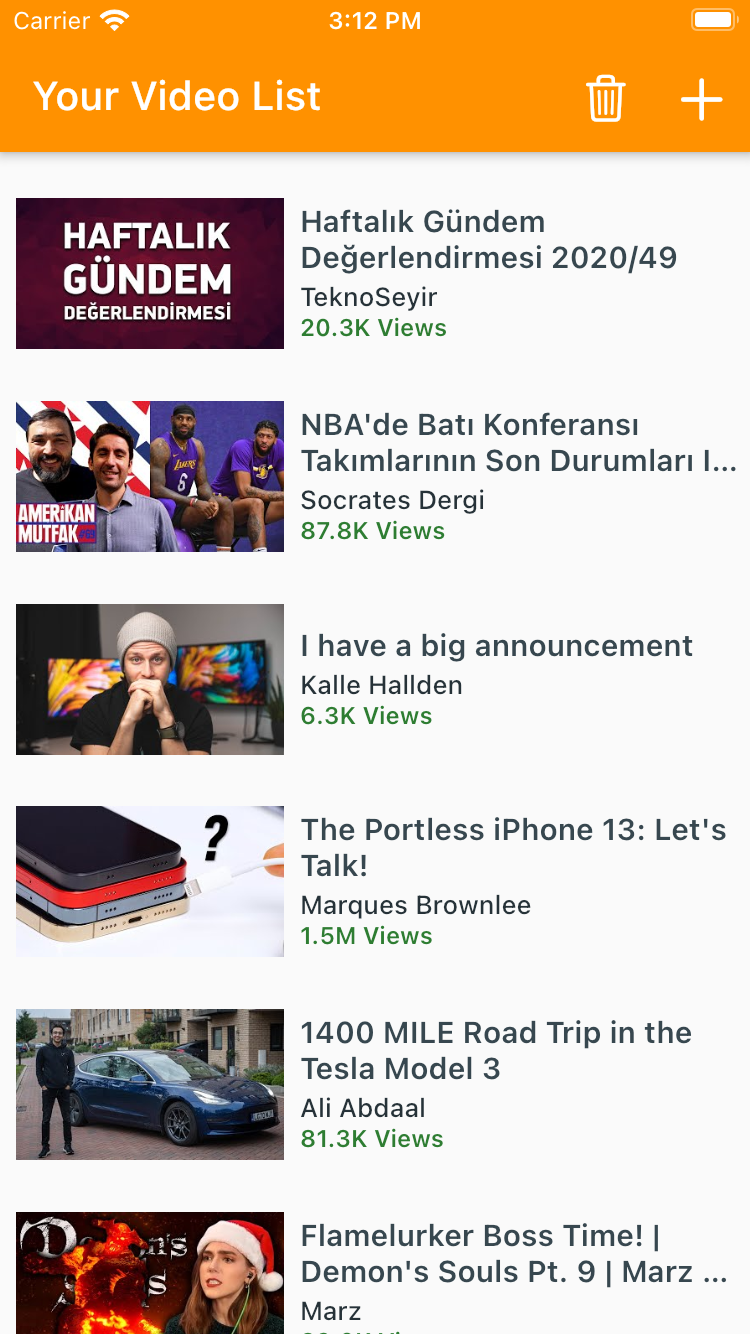 Carrier
3:12 PM
Your Video List
HAFTALIK
GÜNDEM
DEĞERLENDİRMESİ
Haftalık Gündem
Değerlendirmesi 2020/49
TeknoSeyir
20.3K Views
AMERİKAN
MUTFAK
LAKERS
6
NBA'de Batı Konferansı
Takımlarının Son Durumları I...
Socrates Dergi
87.8K Views
I have a big announcement
Kalle Hallden
6.3K Views
?
The Portless iPhone 13: Let's
Talk!
Marques Brownlee
1.5M Views
1400 MILE Road Trip in the
Tesla Model 3
Ali Abdaal
81.3K Views
Flamelurker Boss Time! |
Demon's Souls Pt. 9 | Marz ...
Marz